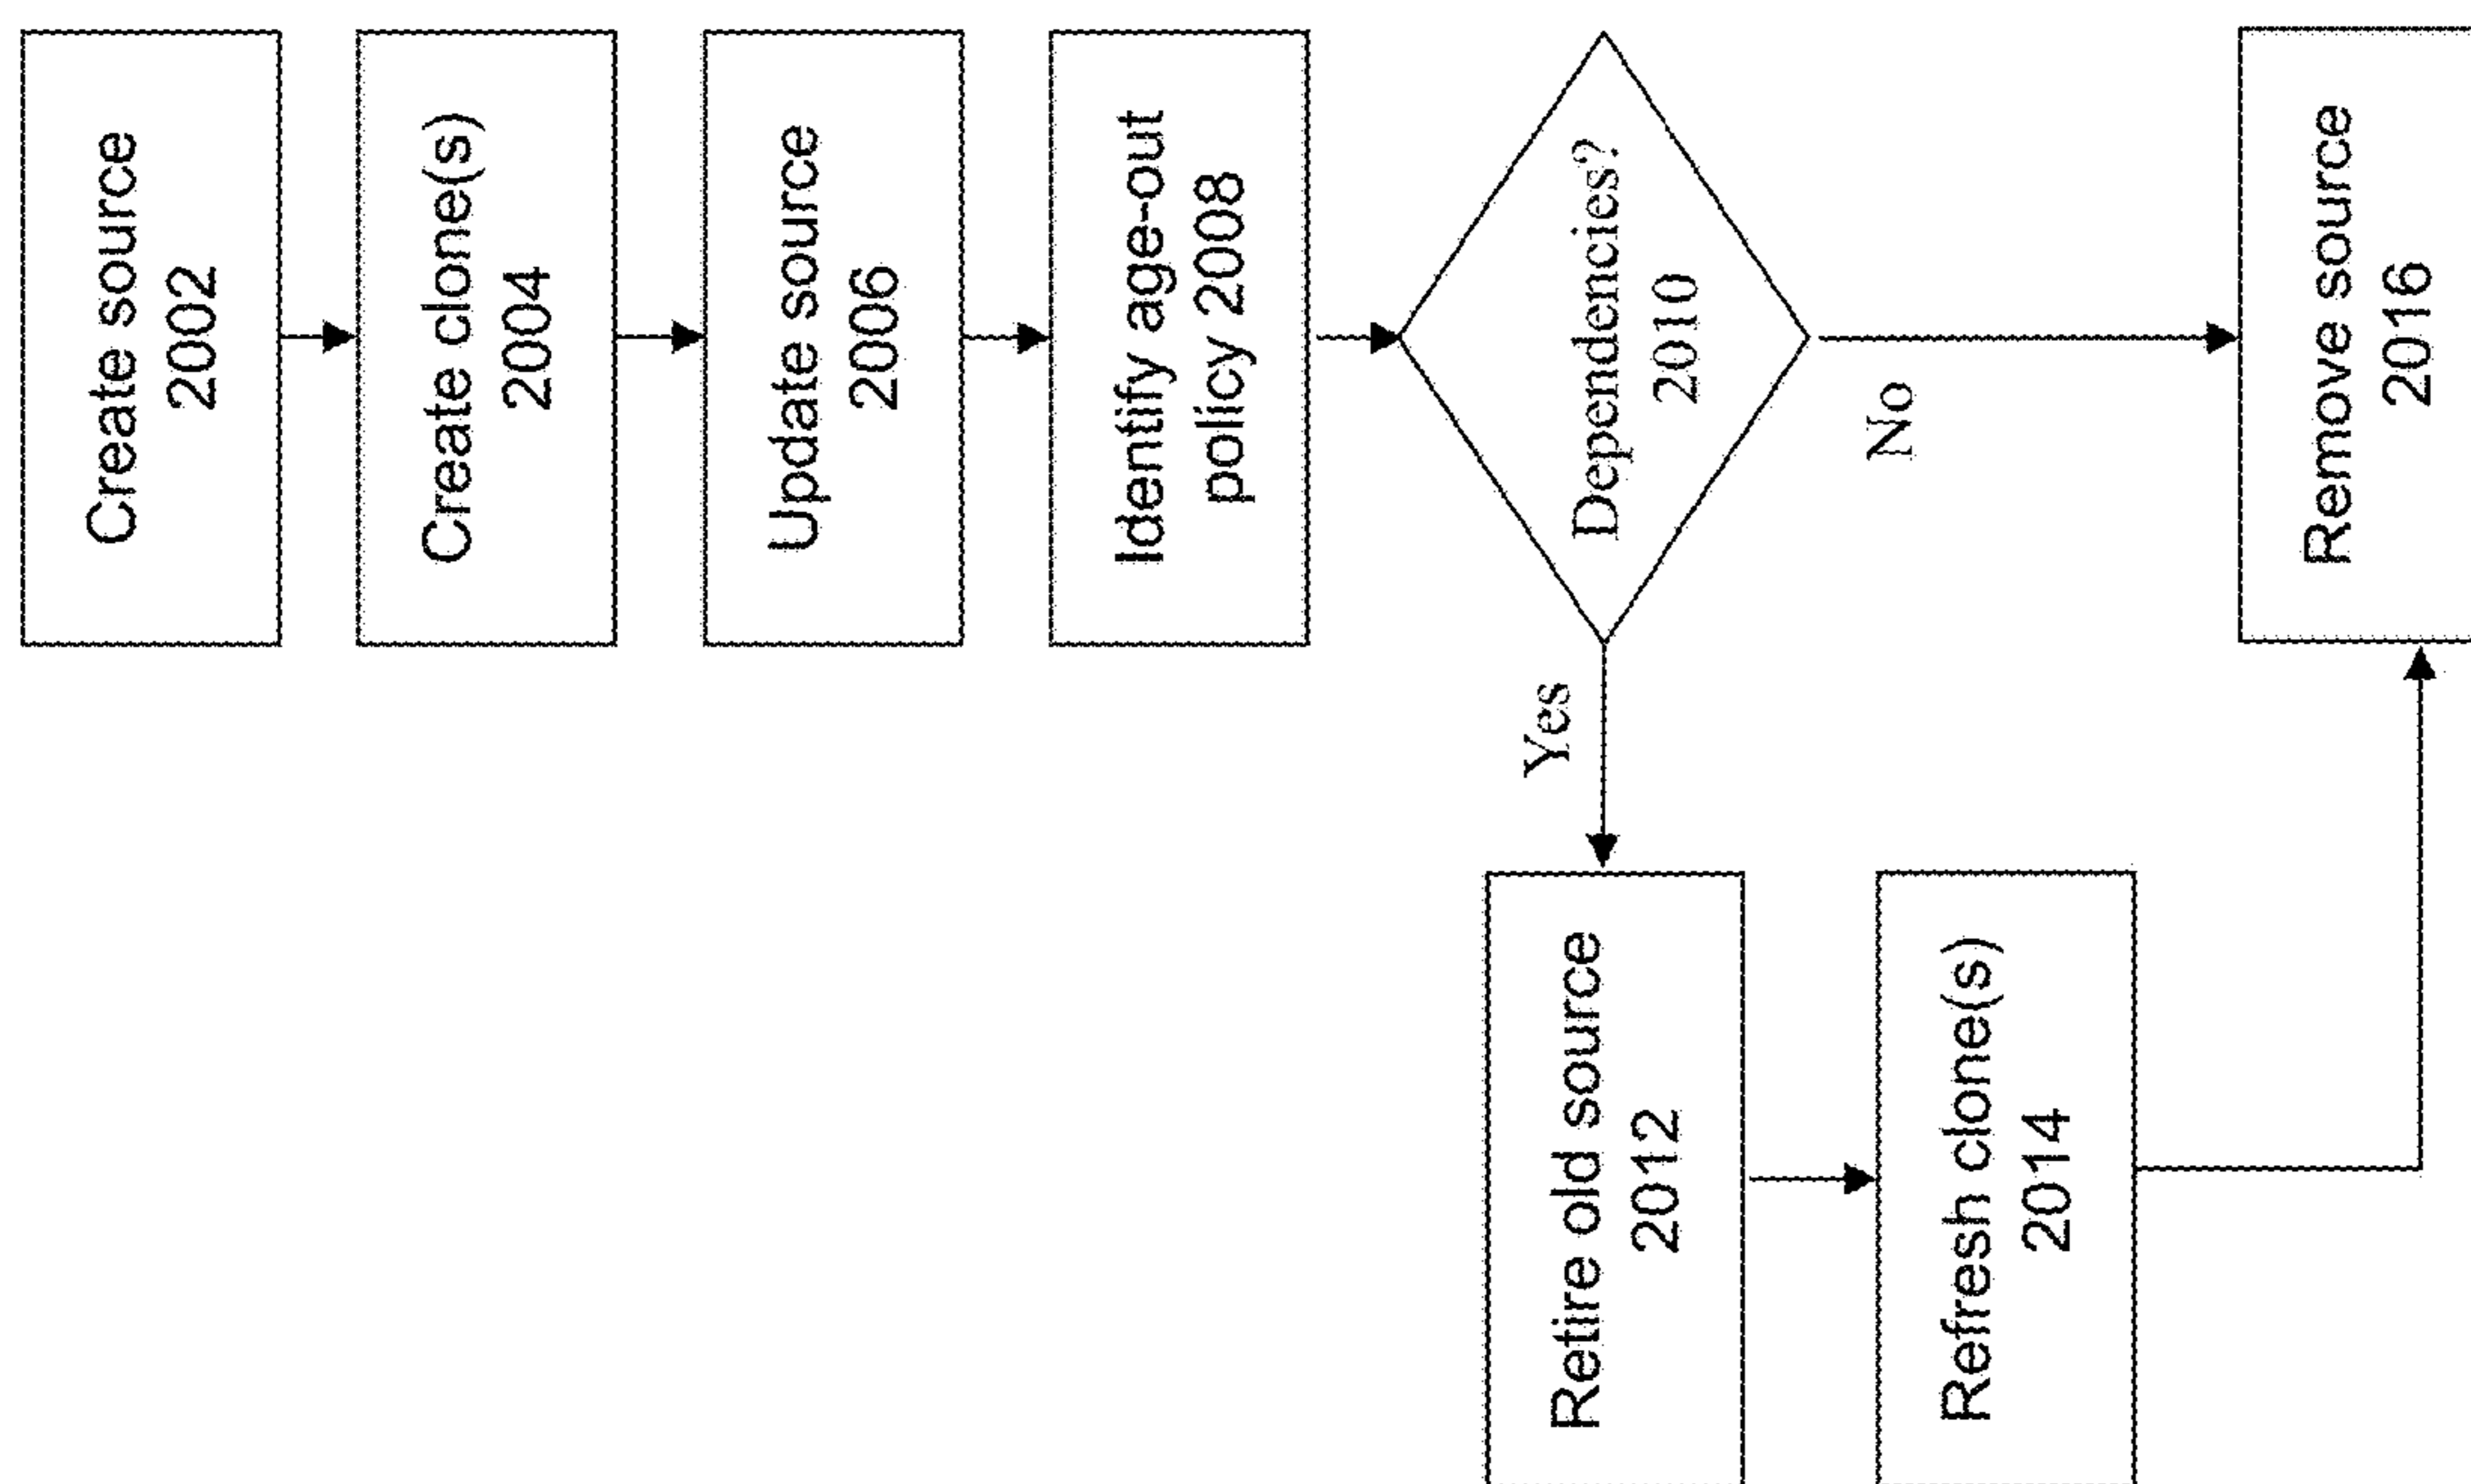 Create source
2002
Create clone(s)
2004
Update source
2006
Identify age-out
policy 2008
Dependencies?
2010
Yes
No
Retire old source
2012
Refresh clone(s)
2014
Remove source
2016